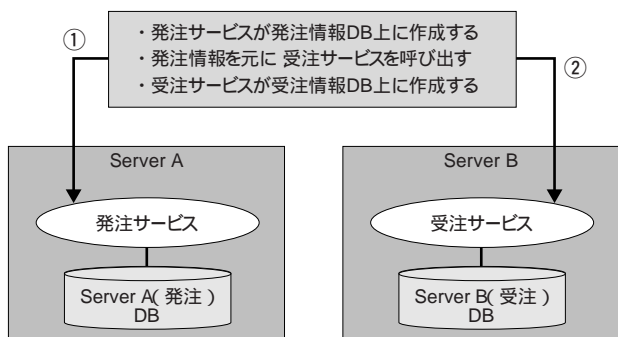 ・発注サービスが発注情報DB上に作成する
①
・発注情報を元に 受注サービスを呼び出す
②
・受注サービスが受注情報DB上に作成する
Server A
Server B
発注サービス
受注サービス
Server A( 発注 )
DB
Server B( 受注 )
DB